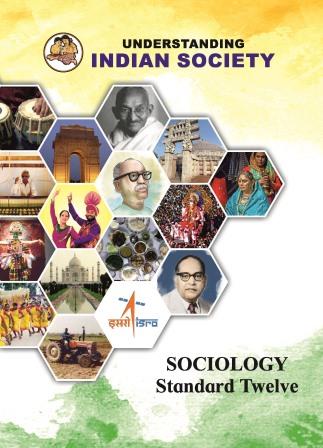 UNDERSTANDING
INDIAN SOCIETY
इसरो isro
SOCIOLOGY
Standard Twelve